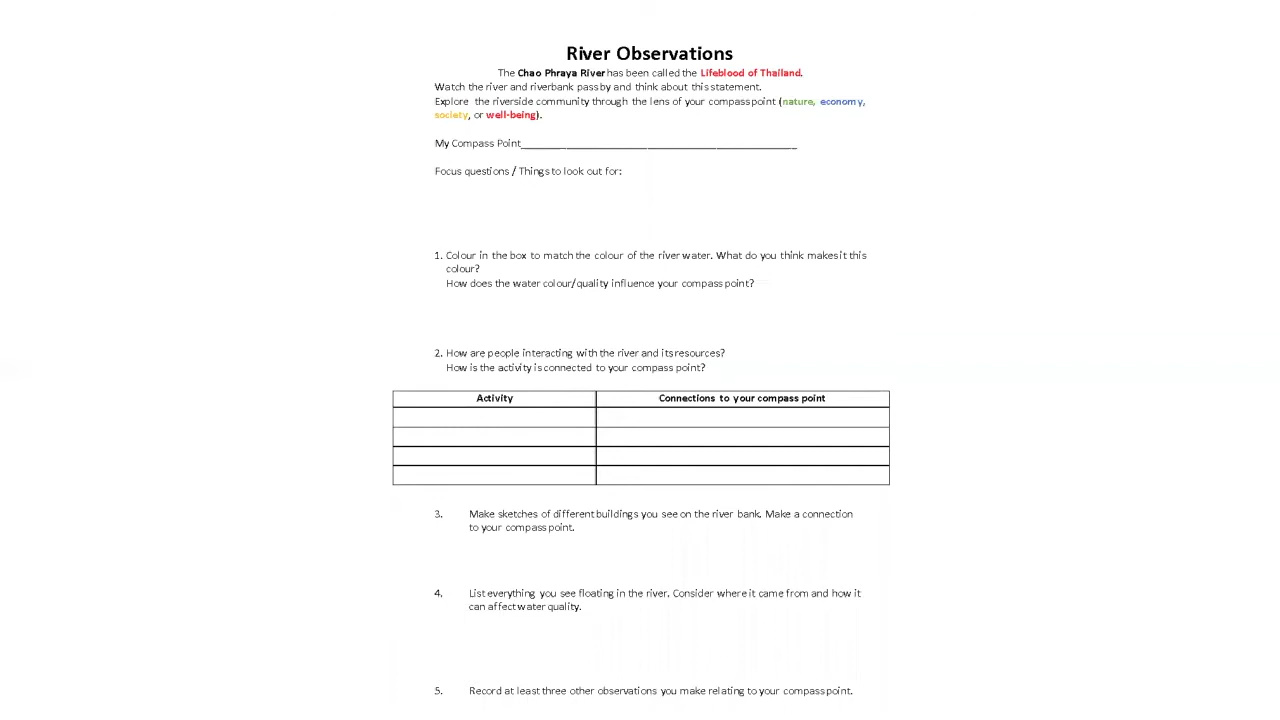 River Observations
The Chao Phraya River has been called the Lifeblood of Thailand.
Watch the river and riverbank pass by and think about this statement.
Explore the riverside community through the lens of your compass point (nature, economy,
society, or well-being).
My Compass Point_______________________________________________
Focus questions / Things to look out for:
1. Colour in the box to match the colour of the river water. What do you think makes it this
colour?
How does the water colour/quality influence your compass point?
2. How are people interacting with the river and its resources?
How is the activity is connected to your compass point?
Activity Connections to your compass point
3. Make sketches of different buildings you see on the river bank. Make a connection
to your compass point.
4. List everything you see floating in the river. Consider where it came from and how it
can affect water quality.
5. Record at least three other observations you make relating to your compass point.